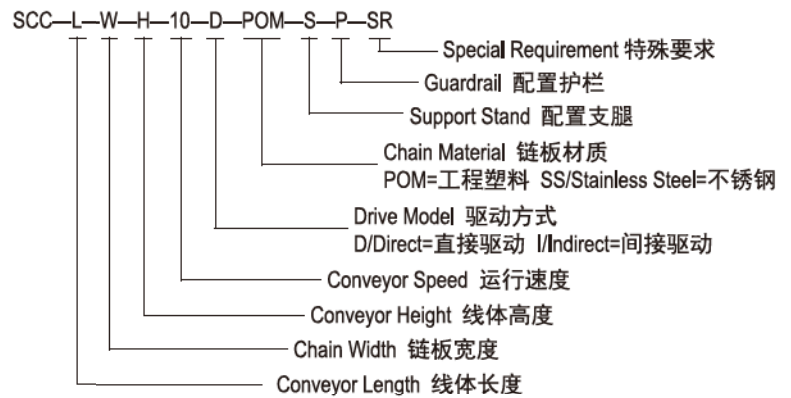 SCC—L—W—H—10—D—POM—S—P—SR
Special Requirement 特殊要求
Guardrail 配置护栏
Support Stand 配置支腿
Chain Material 链板材质
POM=工程塑料 SS/Stainless Steel=不锈钢
Drive Model 驱动方式
D/Direct=直接驱动 I/Indirect=间接驱动
Conveyor Speed 运行速度
Conveyor Height 线体高度
Chain Width 链板宽度
Conveyor Length 线体长度